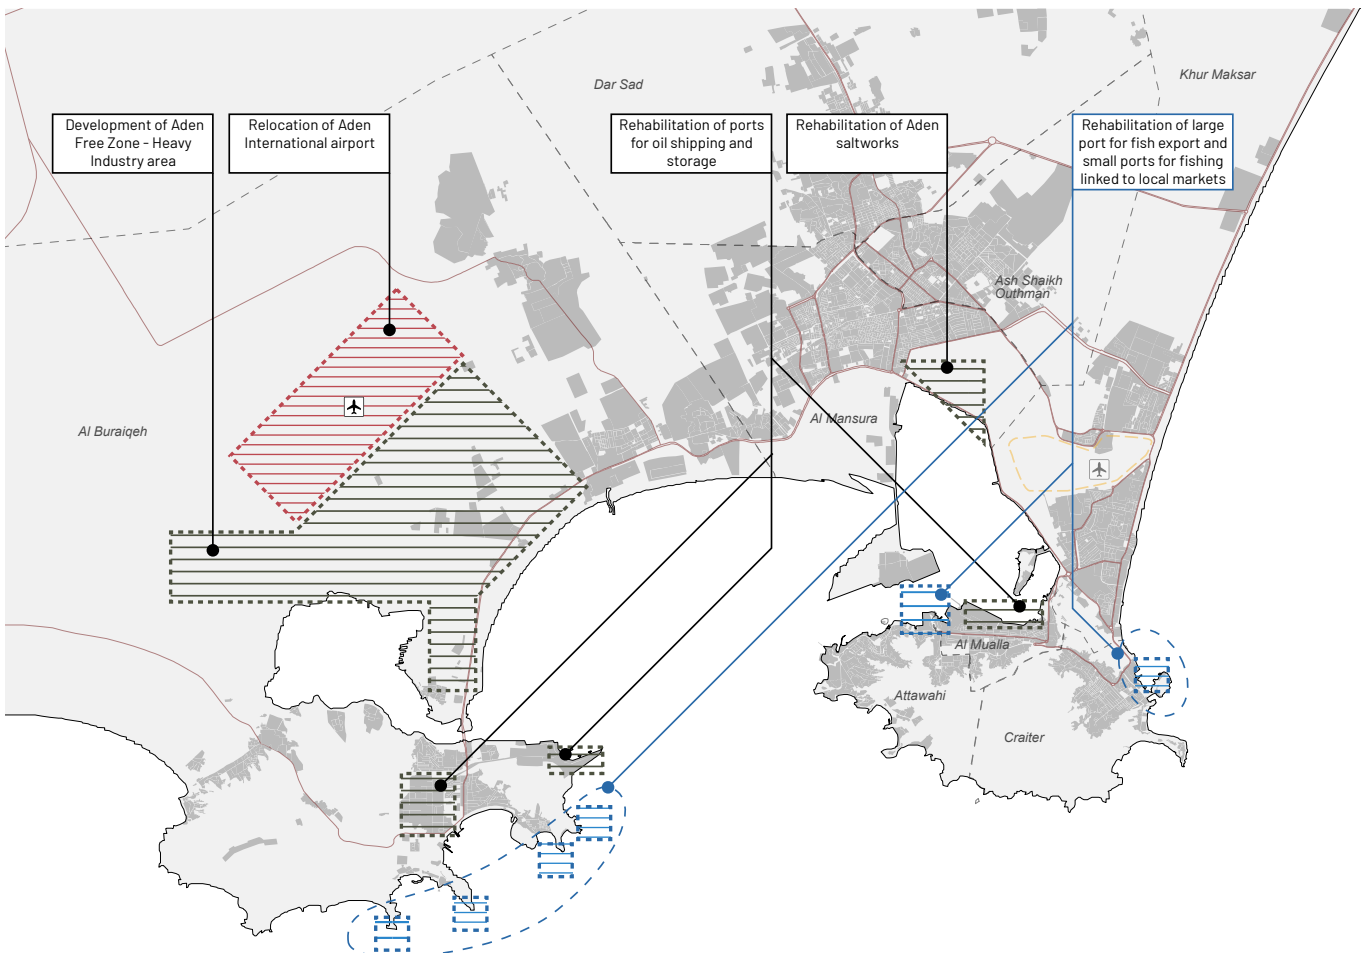 Khur Maksar
Dar Sad
Development of Aden
Free Zone - Heavy
Industry area
Relocation of Aden
International airport
Rehabilitation of ports
for oil shipping and
storage
Rehabilitation of Aden
saltworks
Rehabilitation of large
port for fish export and
small ports for fishing
linked to local markets
Ash Shaikh
Outhman
Al Buraiqeh
Al Mansura
Al Mualla
Attawahi
Craiter